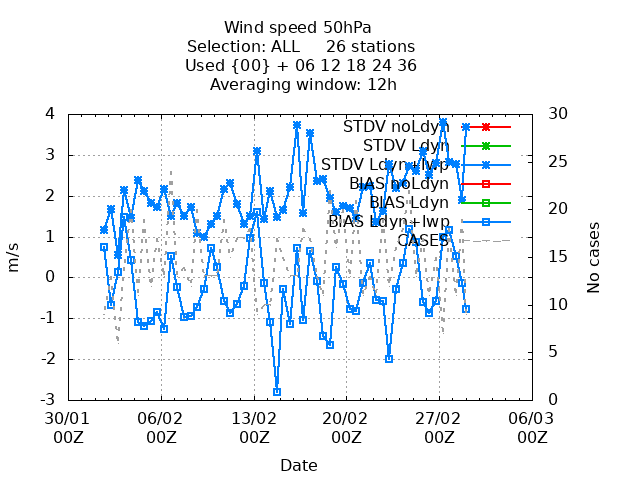 Wind speed 50hPa
Selection: ALL     26 stations
Used {00} + 06 12 18 24 36
Averaging window: 12h
4
3
2
1
0
-1
-2
-3
m/s
30
25
20
15
10
5
0
No cases
STDV noLdyn
STDV Ldyn
STDV Ldyn+lwp
BIAS noLdyn
BIAS Ldyn
BIAS Ldyn+lwp
CASES
30/01 06/02 13/02 20/02 27/02 06/03
00Z 00Z 00Z 00Z 00Z 00Z
Date